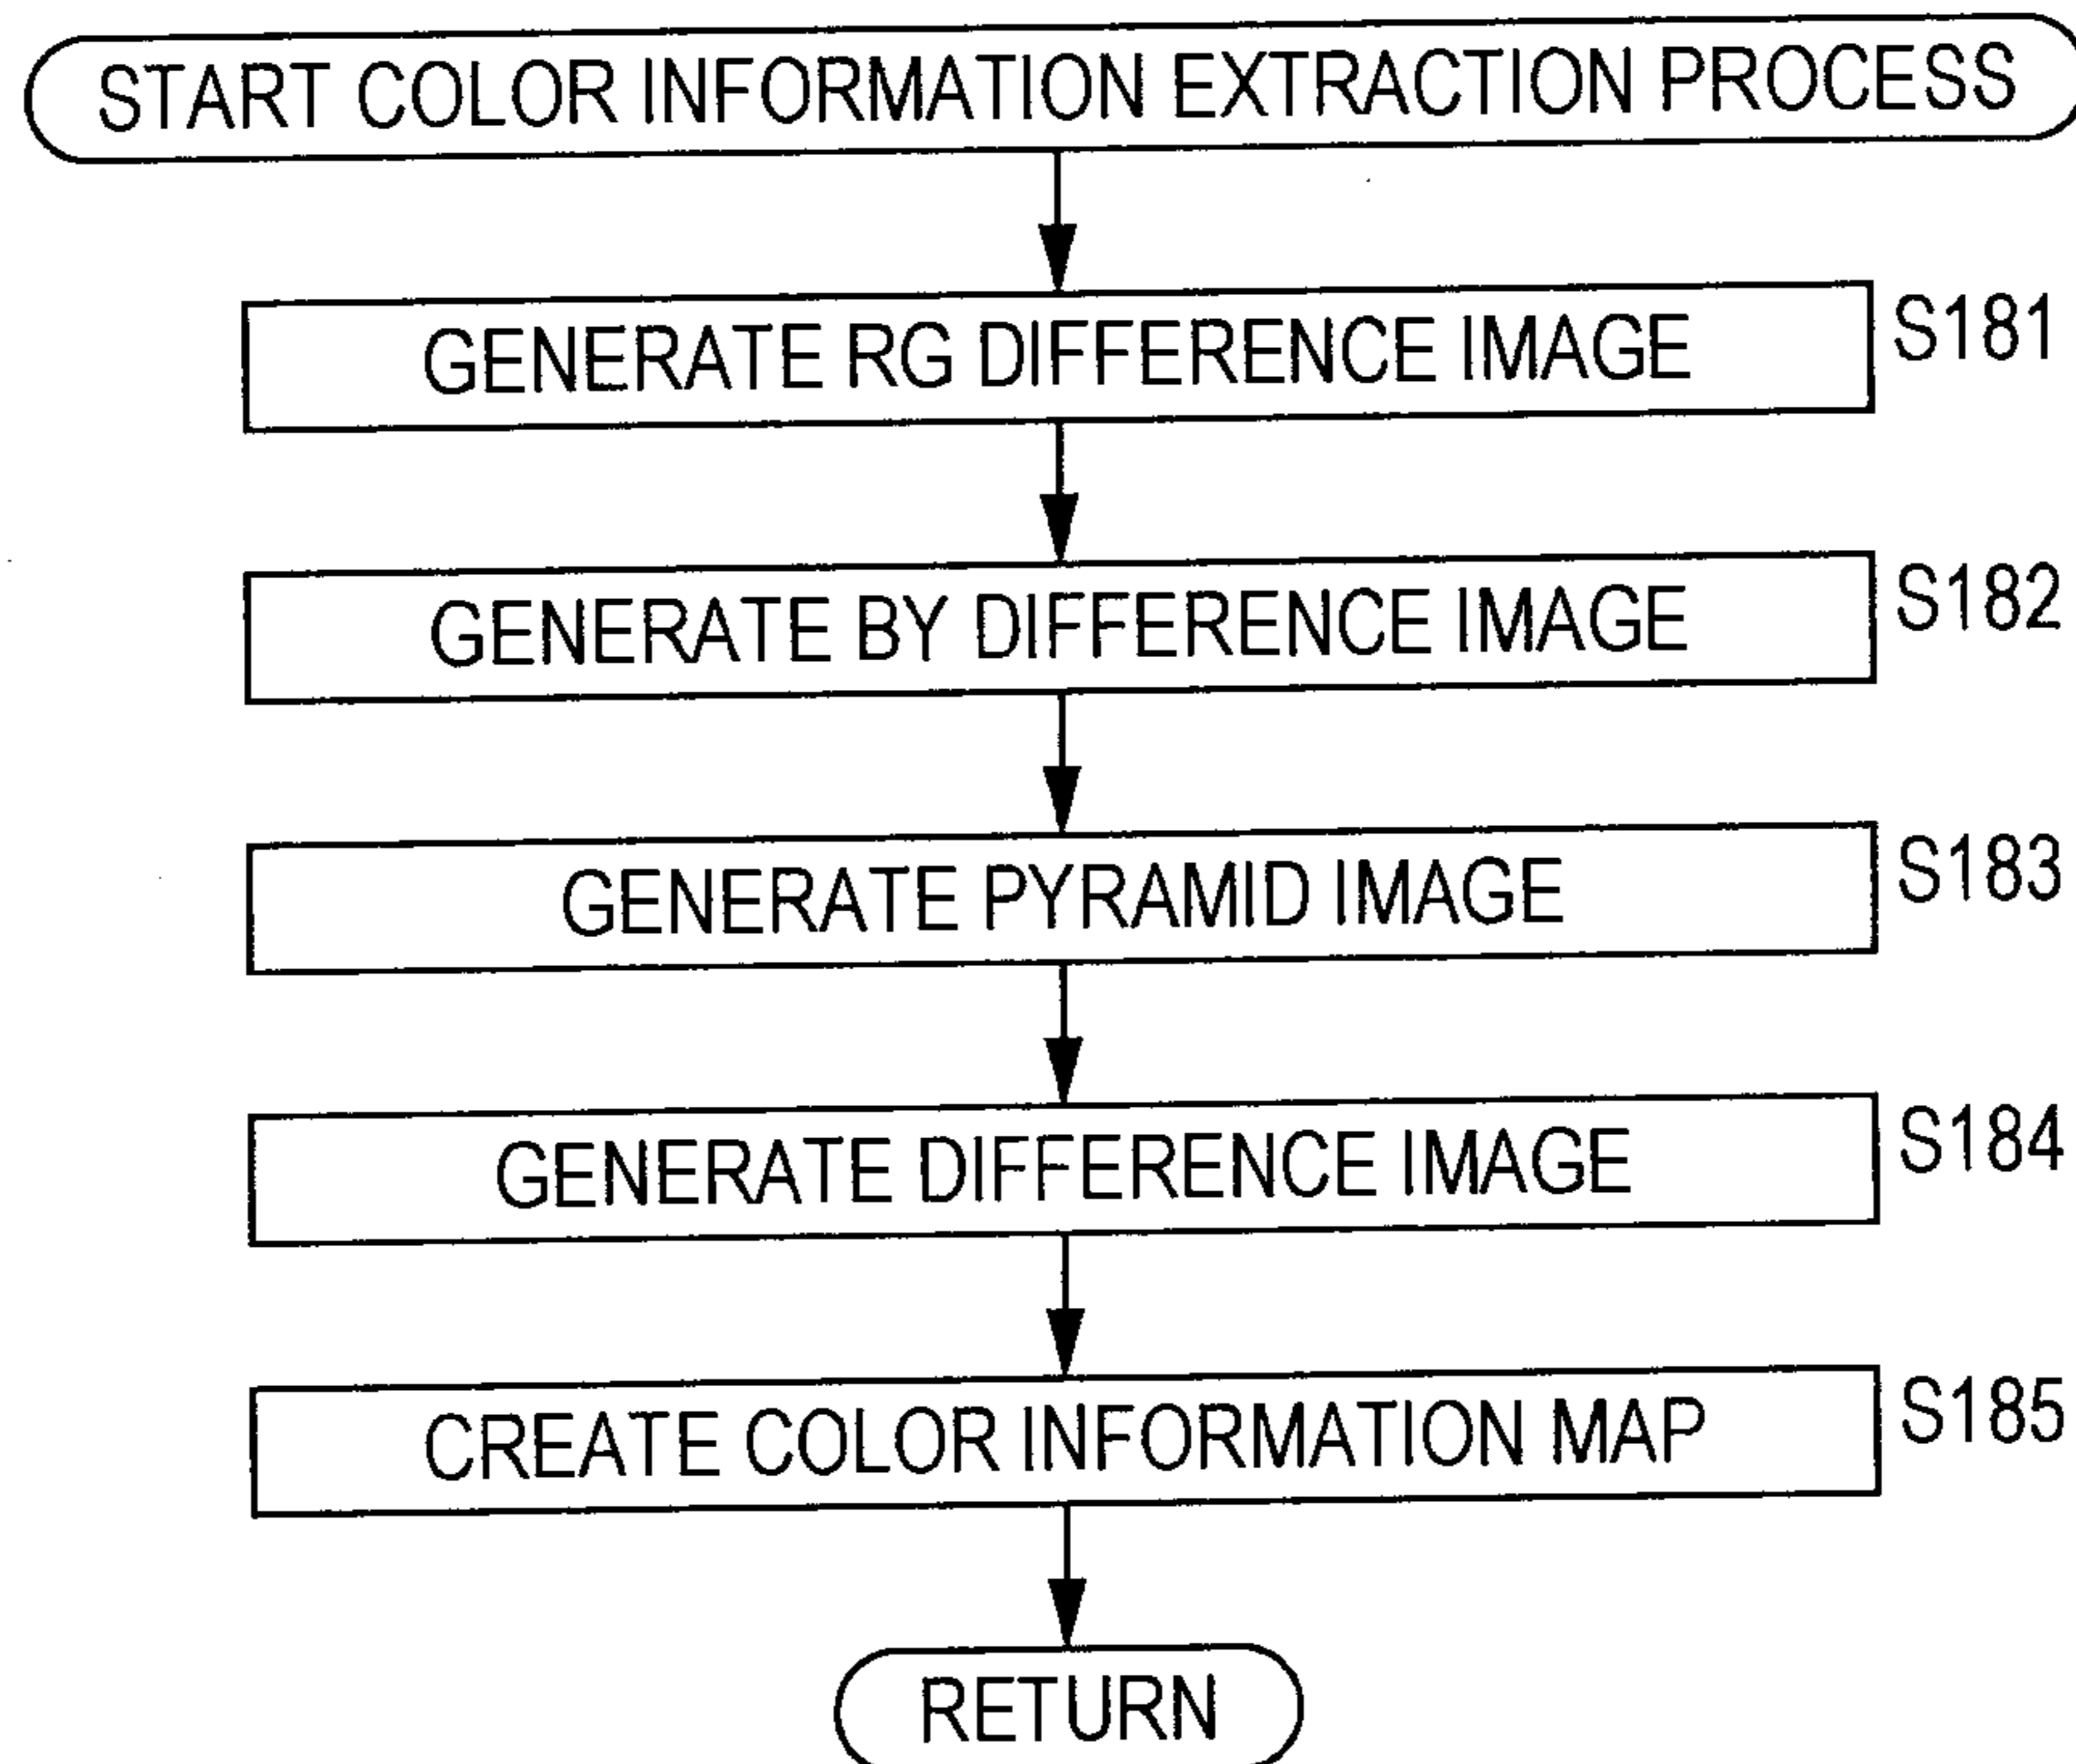 START COLOR INFORMATION EXTRACTION PROCESS
GENERATE RG DIFFERENCE IMAGE S181
GENERATE BY DIFFERENCE IMAGE S182
GENERATE PYRAMID IMAGE S183
GENERATE DIFFERENCE IMAGE S184
CREATE COLOR INFORMATION MAP S185
RETURN